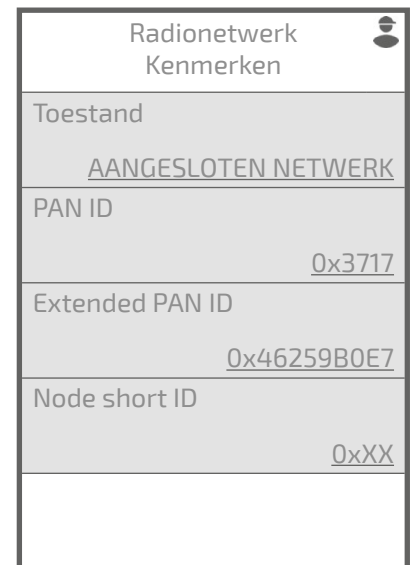 Radionetwerk
Kenmerken
Toestand
AANGESLOTEN NETWERK
PAN ID
0x3717
Extended PAN ID
0x46259B0E7
Node short ID
0xXX